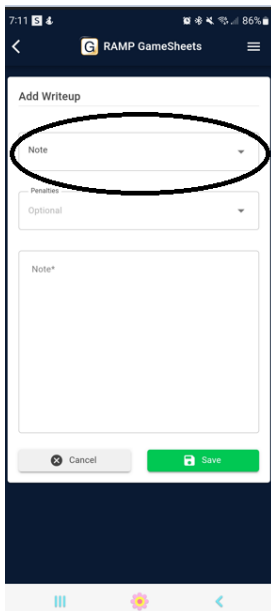 7:11 S 86%
G RAMP GameSheets
Add Writeup
Note
Penalties
Optional
Note*
Cancel
Save